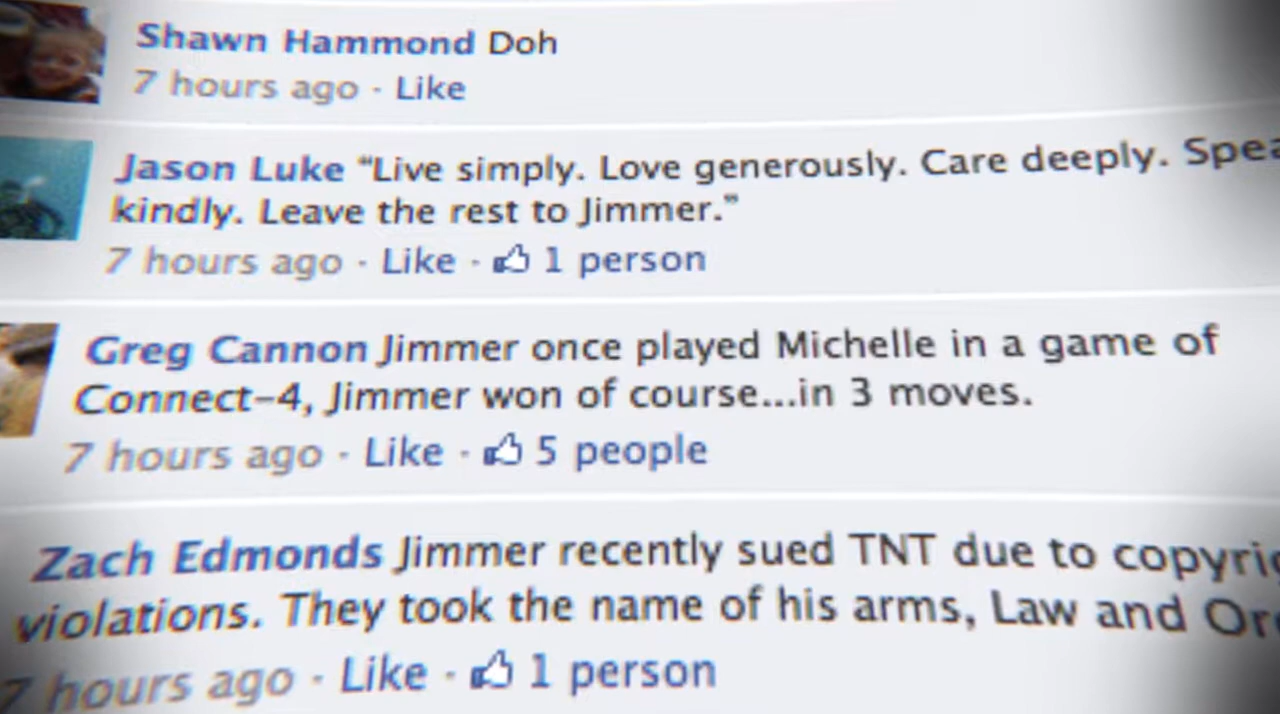 Shawn Hammond Doh
7 hours ago · Like
Jason Luke “Live simply. Love generously. Care deeply.
kindly. Leave the rest to Jimmer.”
7 hours ago · Like · 1 person
Greg Cannon Jimmer once played Michelle in a game of
Connect-4, Jimmer won of course...in 3 moves.
7 hours ago · Like · 5 people
Zach Edmonds Jimmer recently sued TNT due to
violations. They took the name of his arms, Law and
7 hours ago · Like · 1 person